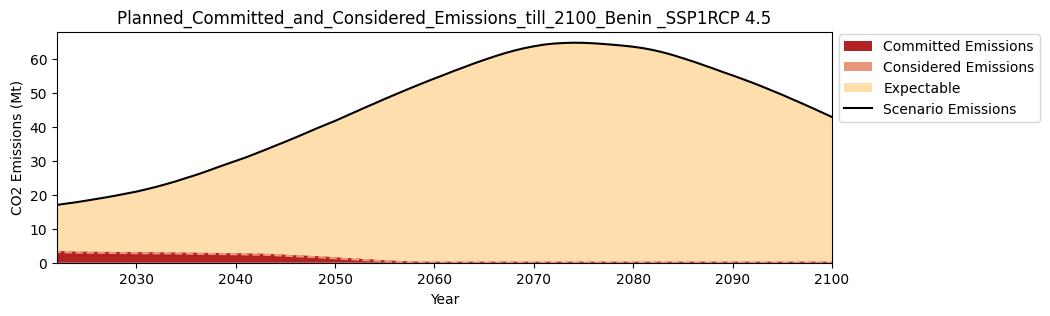 Planned_Committed_and_Considered_Emissions_till_2100_Benin _SSP1RCP 4.5
CO2 Emissions (Mt)
60
50
40
30
20
10
0
2030 2040 2050 2060 2070 2080 2090 2100
Year
Committed Emissions
Considered Emissions
Expectable
Scenario Emissions